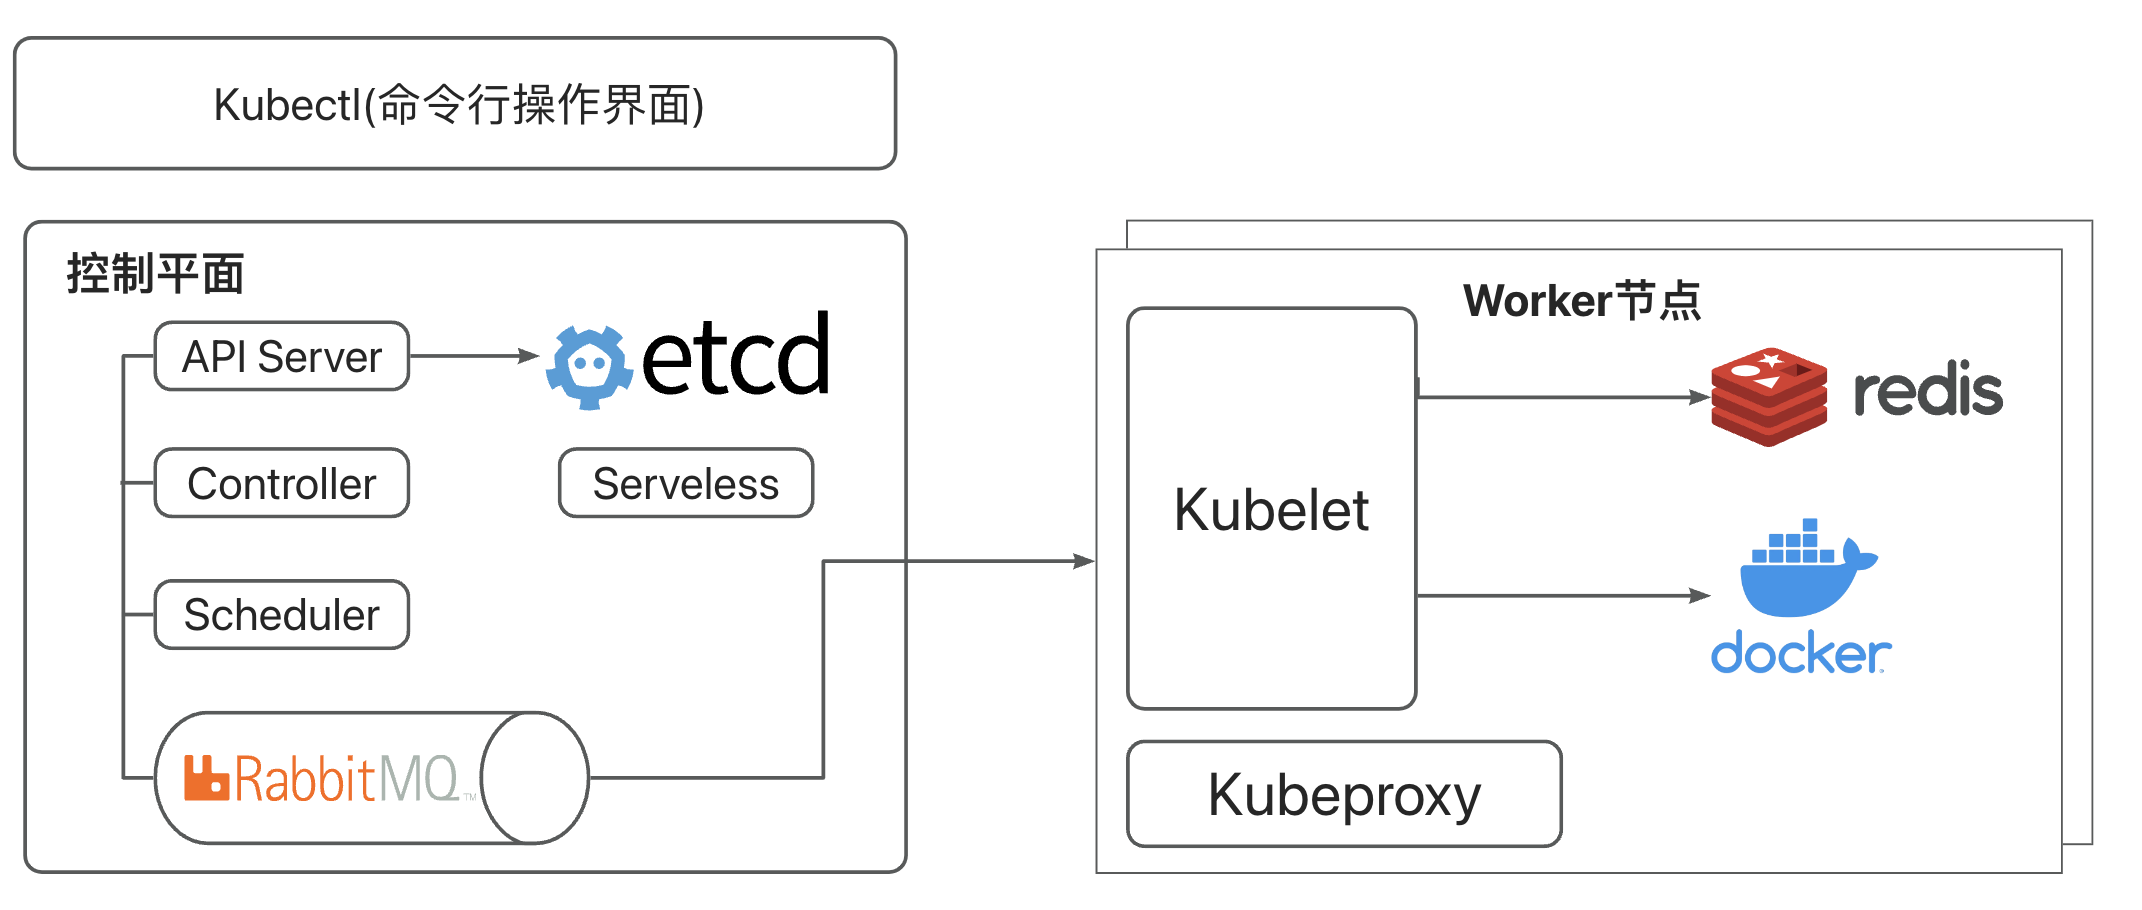 Kubectl(命令行操作界面)
控制平面
API Server
etcd
Controller
Serveless
Scheduler
RabbitMQ™
Worker节点
Kubelet
redis
docker
Kubeproxy